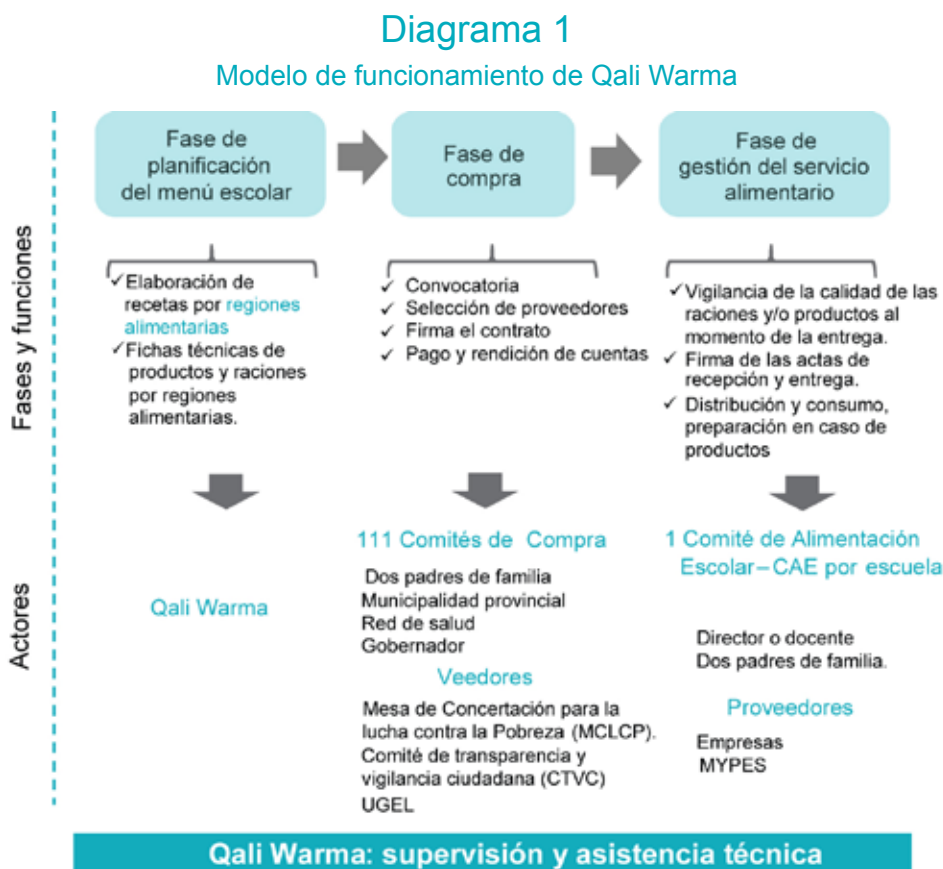 Diagrama 1
Modelo de funcionamiento de Qali Warma
Fases y funciones
Fase de
planificación
del menú escolar
Fase de
compra
Fase de
gestión del servicio
alimentario
✓Elaboración de
recetas por regiones
alimentarias
✓Fichas técnicas de
productos y raciones
por regiones
alimentarias.
✓ Convocatoria
✓ Selección de proveedores
✓ Firma el contrato
✓ Pago y rendición de cuentas
✓Vigilancia de la calidad de las
raciones y/o productos al
momento de la entrega.
✓ Firma de las actas de
recepción y entrega.
✓ Distribución y consumo,
preparación en caso de
productos
Actores
Qali Warma
111 Comités de Compra
Dos padres de familia
Municipalidad provincial
Red de salud
Gobernador
Veedores
Mesa de Concertación para la
lucha contra la Pobreza (MCLCP).
Comité de transparencia y
vigilancia ciudadana (CTVC)
UGEL
1 Comité de Alimentación
Escolar–CAE por escuela
Director o docente
Dos padres de familia.
Proveedores
Empresas
MYPES
Qali Warma: supervisión y asistencia técnica